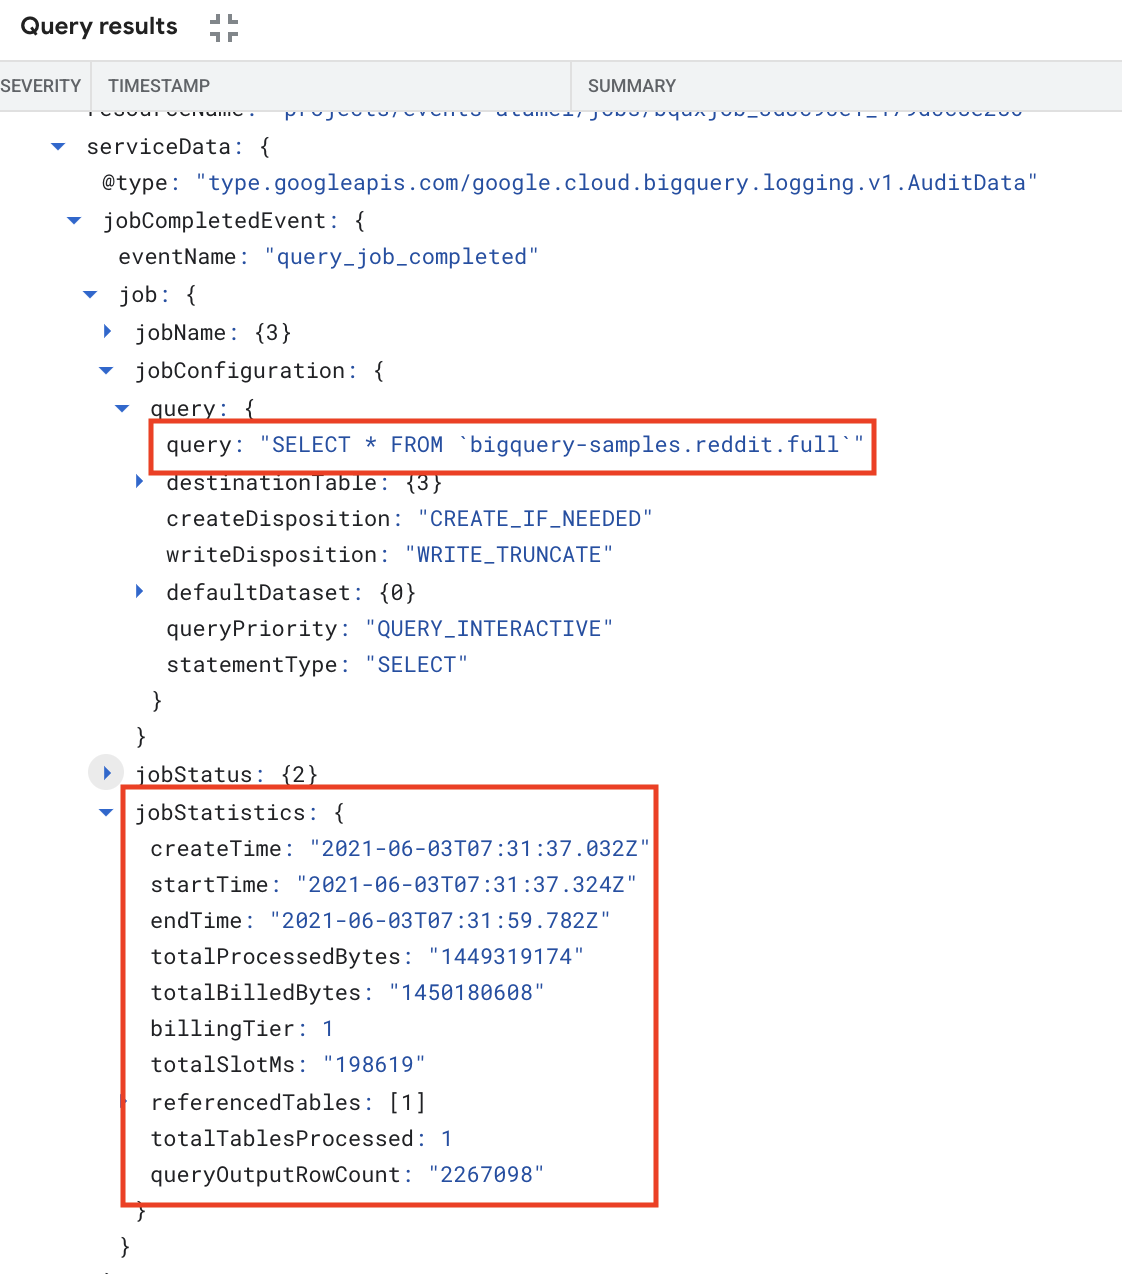 Query results
SEVERITY TIMESTAMP SUMMARY
serviceData: {
@type: "type.googleapis.com/google.cloud.bigquery.logging.v1.AuditData"
jobCompletedEvent: {
eventName: "query_job_completed"
job: {
jobName: {3}
jobConfiguration: {
query: {
query: "SELECT * FROM `bigquery-samples.reddit.full`"
destinationTable: {3}
createDisposition: "CREATE_IF_NEEDED"
writeDisposition: "WRITE_TRUNCATE"
defaultDataset: {0}
queryPriority: "QUERY_INTERACTIVE"
statementType: "SELECT"
}
}
jobStatus: {2}
jobStatistics: {
createTime: "2021-06-03T07:31:37.032Z"
startTime: "2021-06-03T07:31:37.324Z"
endTime: "2021-06-03T07:31:59.782Z"
totalProcessedBytes: "1449319174"
totalBilledBytes: "1450180608"
billingTier: 1
totalSlotMs: "198619"
referencedTables: [1]
totalTablesProcessed: 1
queryOutputRowCount: "2267098"
}
}